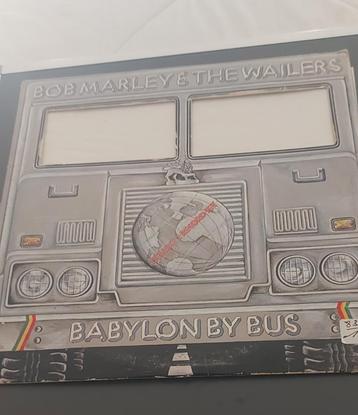 BOB MARLEY & THE WAILERS
BABYLON BY BUS